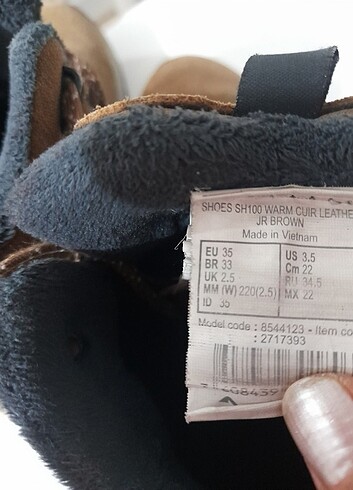 SHOES SH100 WARM CUIR LEATHE
JR BROWN
Made in Vietnam
EU 35 US 3.5
BR 33 Cm 22
UK 2.5 RU 34.5
MM (W) 220(2.5) MX 22
ID 35
Model code : 8544123 - Item co
: 2717393